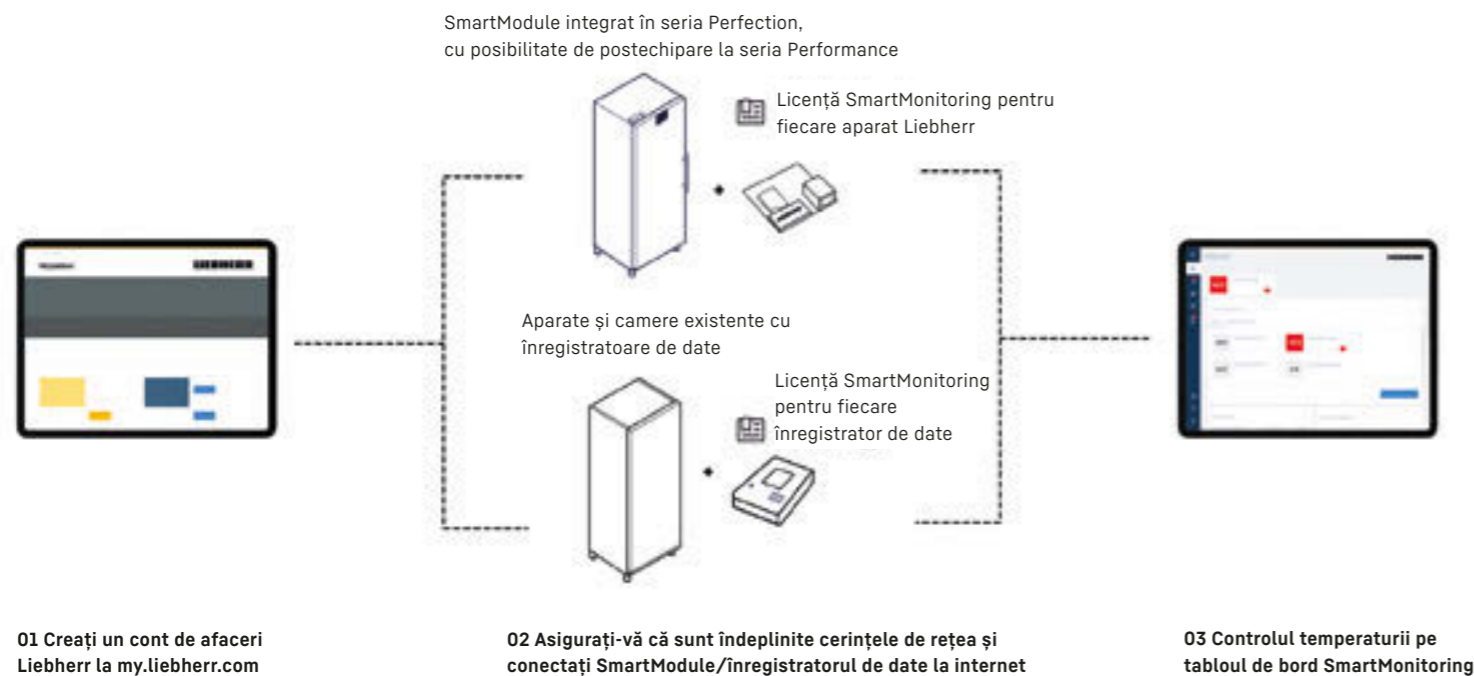 SmartModule integrat în seria Perfection,
cu posibilitate de postechipare la seria Performance
Licență SmartMonitoring pentru
fiecare aparat Liebherr
Aparate și camere existente cu
înregistratoare de date
Licență SmartMonitoring
pentru fiecare
înregistrator de date
01 Creați un cont de afaceri
Liebherr la my.liebherr.com
02 Asigurați-vă că sunt îndeplinite cerințele de rețea și
conectați SmartModule/înregistratorul de date la internet
03 Controlul temperaturii pe
tabloul de bord SmartMonitoring